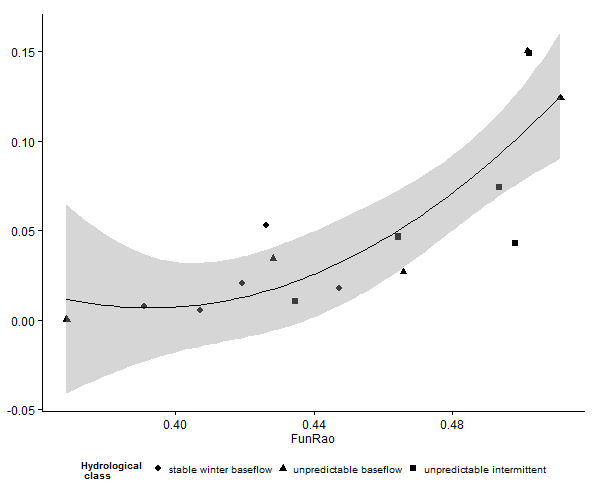 0.15
0.10
0.05
0.00
-0.05
0.40 0.44 0.48
FunRao
Hydrological
class
stable winter baseflow unpredictable baseflow unpredictable intermittent